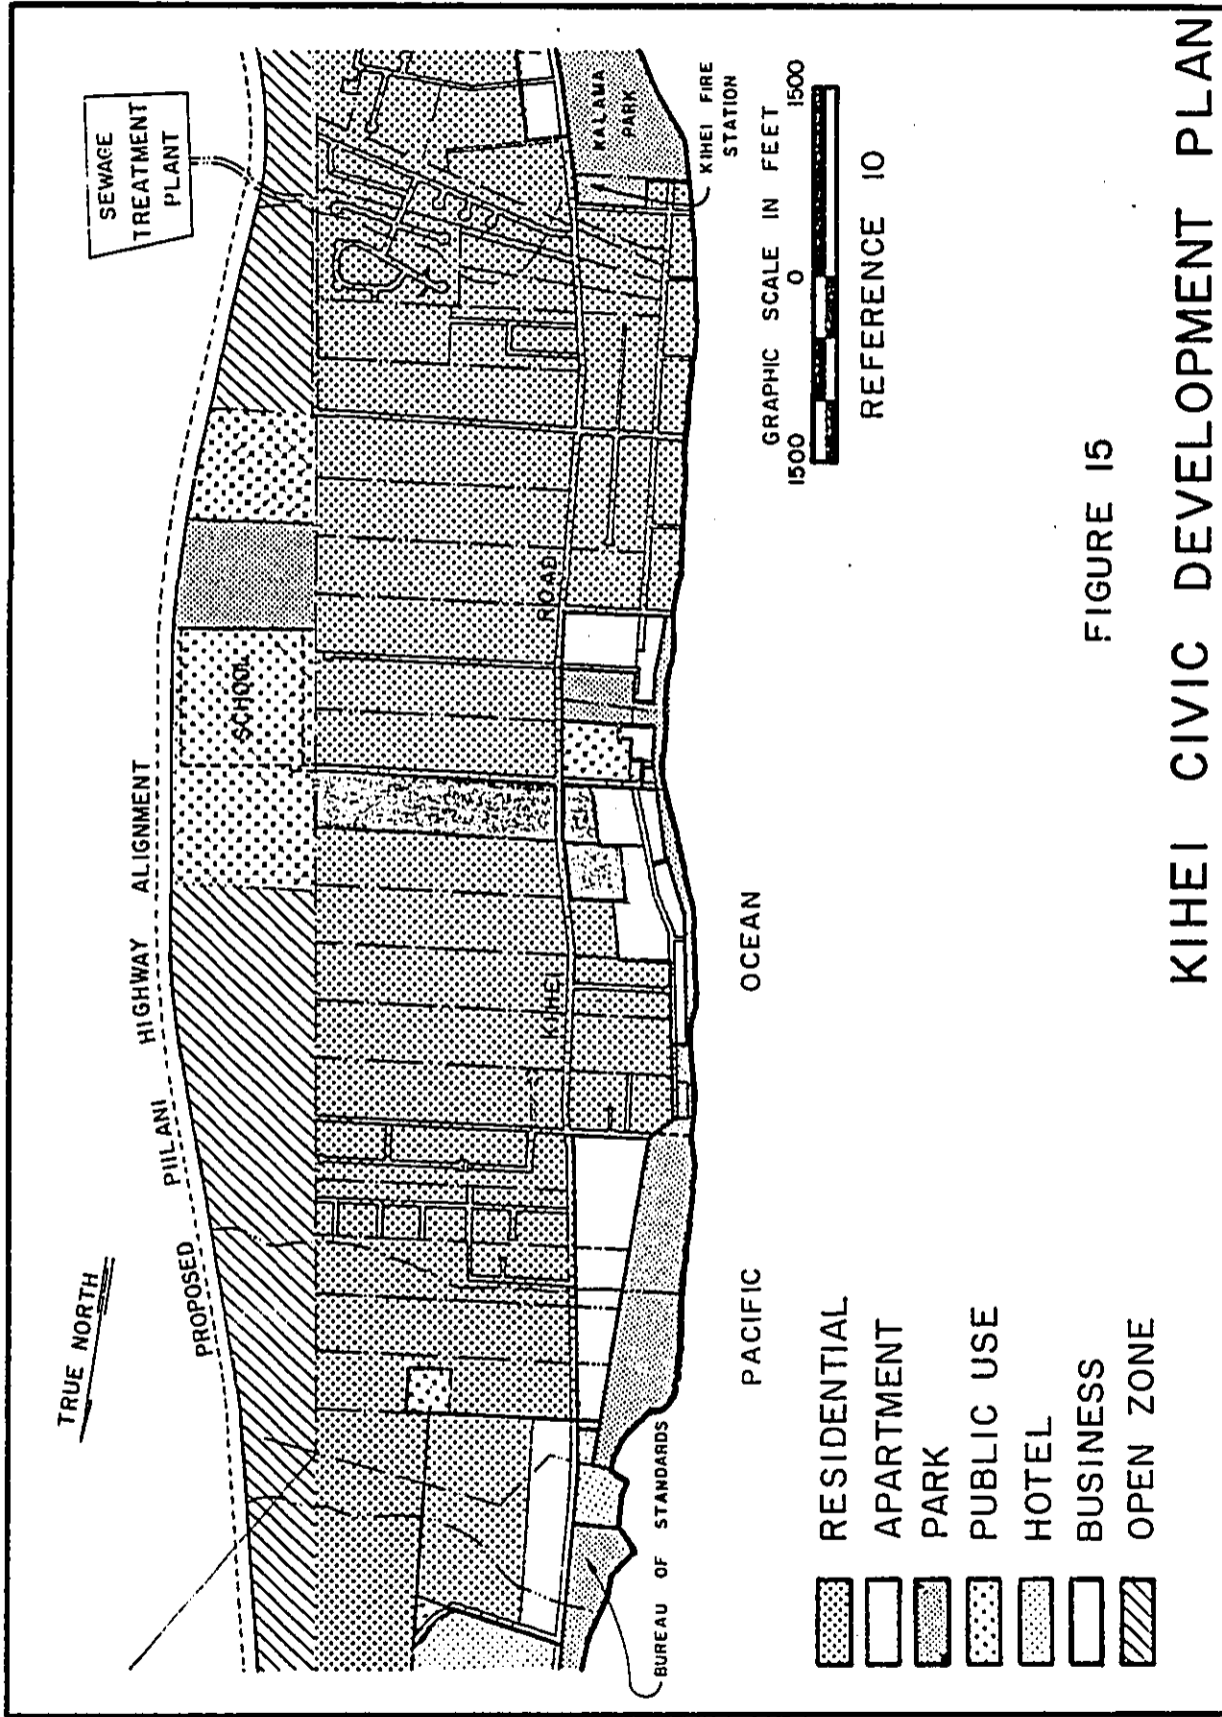 TRUE NORTH
PROPOSED PIILANI HIGHWAY ALIGNMENT
SEWAGE
TREATMENT
PLANT
SCHOOL
KIHEI ROAD
KALAMA
PARK
KIHEI FIRE
STATION
BUREAU OF STANDARDS
PACIFIC OCEAN
GRAPHIC SCALE IN FEET
1500 0 1500
REFERENCE 10
RESIDENTIAL
APARTMENT
PARK
PUBLIC USE
HOTEL
BUSINESS
OPEN ZONE
FIGURE 15
KIHEI CIVIC DEVELOPMENT PLAN